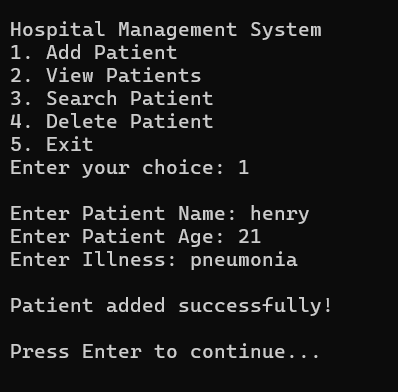 Hospital Management System
1. Add Patient
2. View Patients
3. Search Patient
4. Delete Patient
5. Exit
Enter your choice: 1
Enter Patient Name: henry
Enter Patient Age: 21
Enter Illness: pneumonia
Patient added successfully!
Press Enter to continue...